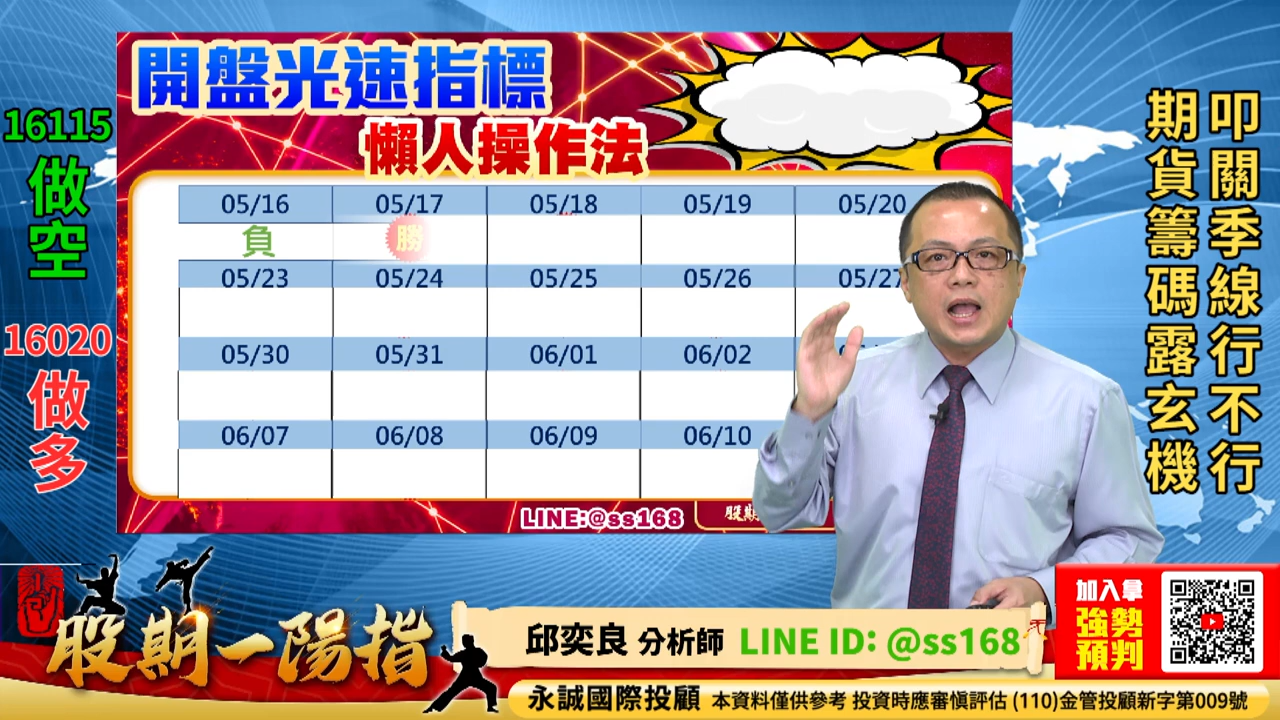 開盤光速指標
懶人操作法
16115
做空
16020
做多
叩關季線行不行
期貨籌碼露玄機
05/16 05/17 05/18 05/19 05/20
負 勝
05/23 05/24 05/25 05/26 05/27
05/30 05/31 06/01 06/02
06/07 06/08 06/09 06/10
LINE:@ss168
股期
股期一陽指
邱奕良 分析師 LINE ID: @ss168
加入拿
強勢
預判
永誠國際投顧 本資料僅供參考 投資時應審慎評估 (110)金管投顧新字第009號